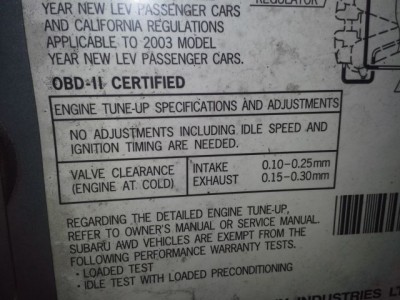 REGULATOR
YEAR NEW LEV PASSENGER CARS
AND CALIFORNIA REGULATIONS
APPLICABLE TO 2003 MODEL
YEAR NEW LEV PASSENGER CARS.
OBD-II CERTIFIED
ENGINE TUNE-UP SPECIFICATIONS AND ADJUSTMENTS
NO ADJUSTMENTS INCLUDING IDLE SPEED AND
IGNITION TIMING ARE NEEDED.
VALVE CLEARANCE INTAKE 0.10-0.25mm
(ENGINE AT COLD) EXHAUST 0.15-0.30mm
REGARDING THE DETAILED ENGINE TUNE-UP,
REFER TO OWNER'S MANUAL OR SERVICE MANUAL.
SUBARU AWD VEHICLES ARE EXEMPT FROM THE
FOLLOWING PERFORMANCE WARRANTY TESTS.
• LOADED TEST
• IDLE TEST WITH LOADED PRECONDITIONING
INDUSTRIES